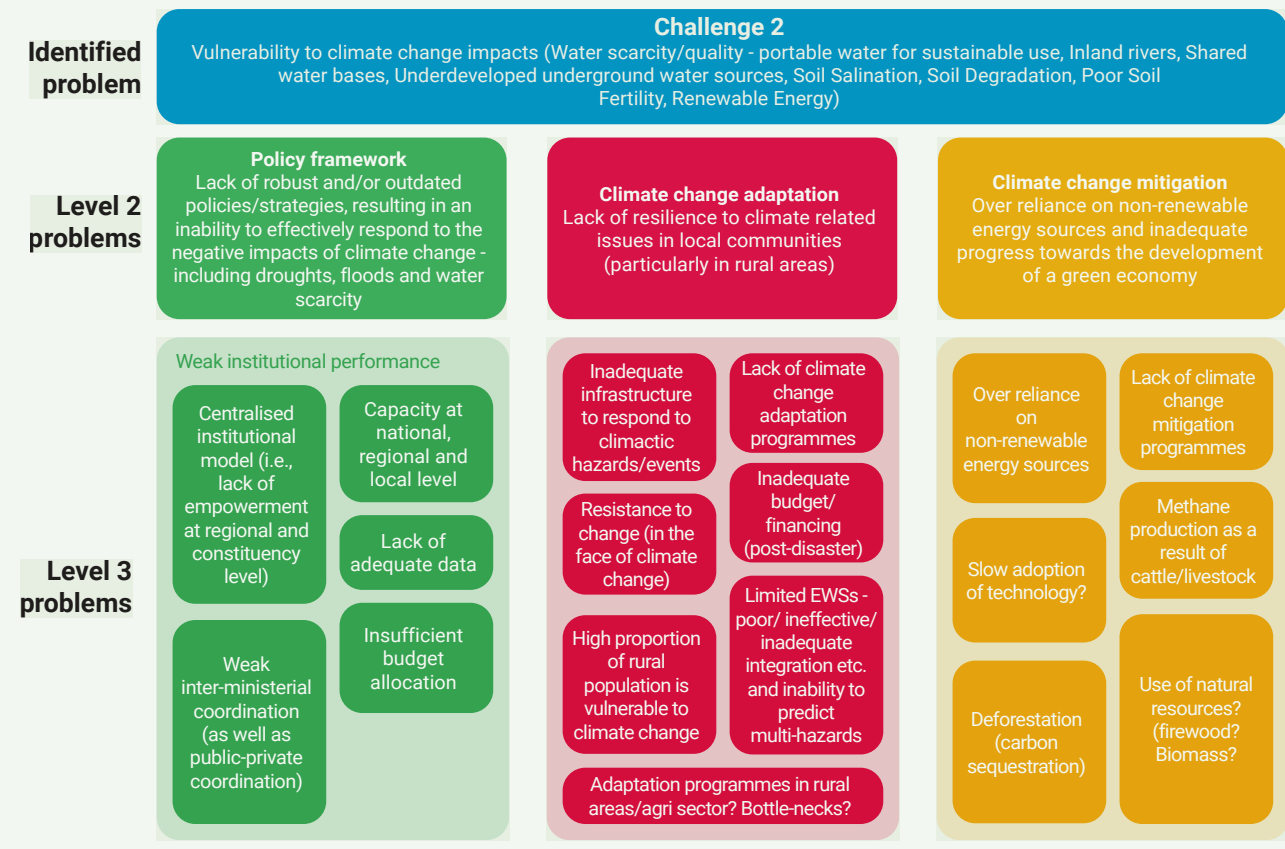 Identified
problem
Challenge 2
Vulnerability to climate change impacts (Water scarcity/quality - portable water for sustainable use, Inland rivers, Shared
water bases, Underdeveloped underground water sources, Soil Salination, Soil Degradation, Poor Soil
Fertility, Renewable Energy)
Level 2
problems
Policy framework
Lack of robust and/or outdated
policies/strategies, resulting in an
inability to effectively respond to the
negative impacts of climate change -
including droughts, floods and water
scarcity
Climate change adaptation
Lack of resilience to climate related
issues in local communities
(particularly in rural areas)
Climate change mitigation
Over reliance on non-renewable
energy sources and inadequate
progress towards the development
of a green economy
Level 3
problems
Weak institutional performance
Centralised
institutional
model (i.e.,
lack of
empowerment
at regional and
constituency
level)
Weak
inter-ministerial
coordination
(as well as
public-private
coordination)
Capacity at
national,
regional and
local level
Lack of
adequate data
Insufficient
budget
allocation
Inadequate
infrastructure
to respond to
climactic
hazards/events
Resistance to
change (in the
face of climate
change)
High proportion
of rural
population is
vulnerable to
climate change
Lack of climate
change
adaptation
programmes
Inadequate
budget/
financing
(post-disaster)
Limited EWSs -
poor/ ineffective/
inadequate
integration etc.
and inability to
predict
multi-hazards
Adaptation programmes in rural
areas/agri sector? Bottle-necks?
Over reliance
on
non-renewable
energy sources
Slow adoption
of technology?
Deforestation
(carbon
sequestration)
Lack of climate
change
mitigation
programmes
Methane
production as a
result of
cattle/livestock
Use of natural
resources?
(firewood?
Biomass?